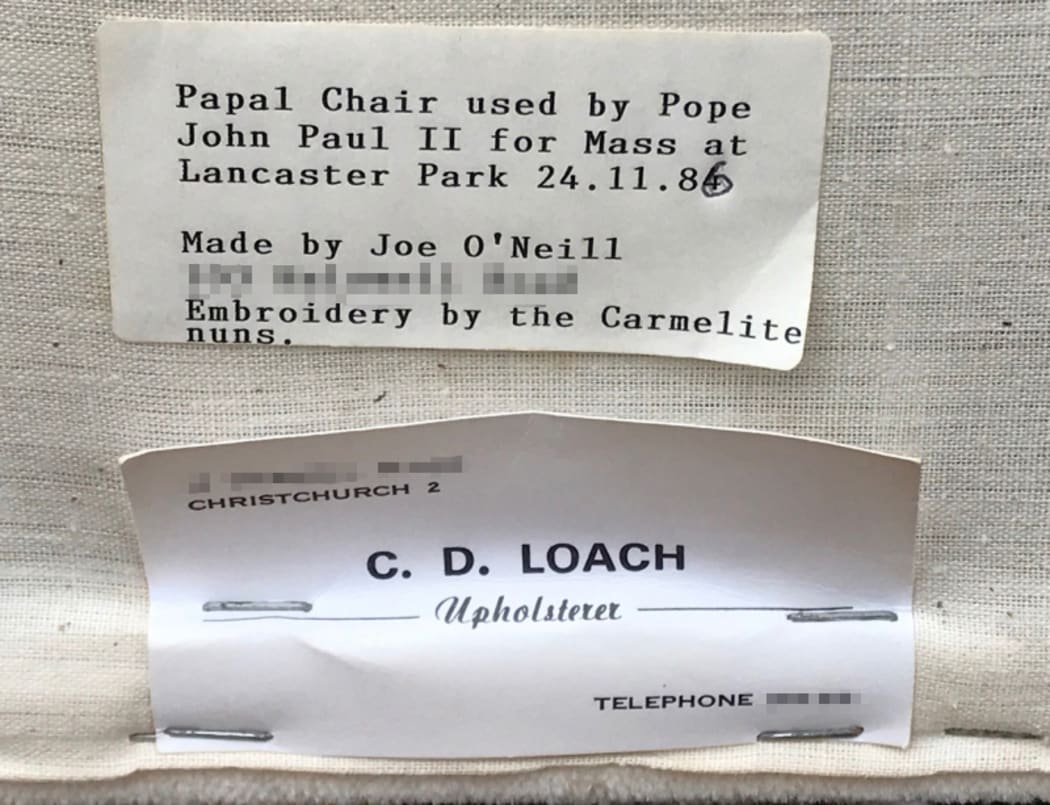 Papal Chair used by Pope
John Paul II for Mass at
Lancaster Park 24.11.86
Made by Joe O'Neill
Embroidery by the Carmelite
nuns.
CHRISTCHURCH 2
C. D. LOACH
Upholsterer
TELEPHONE